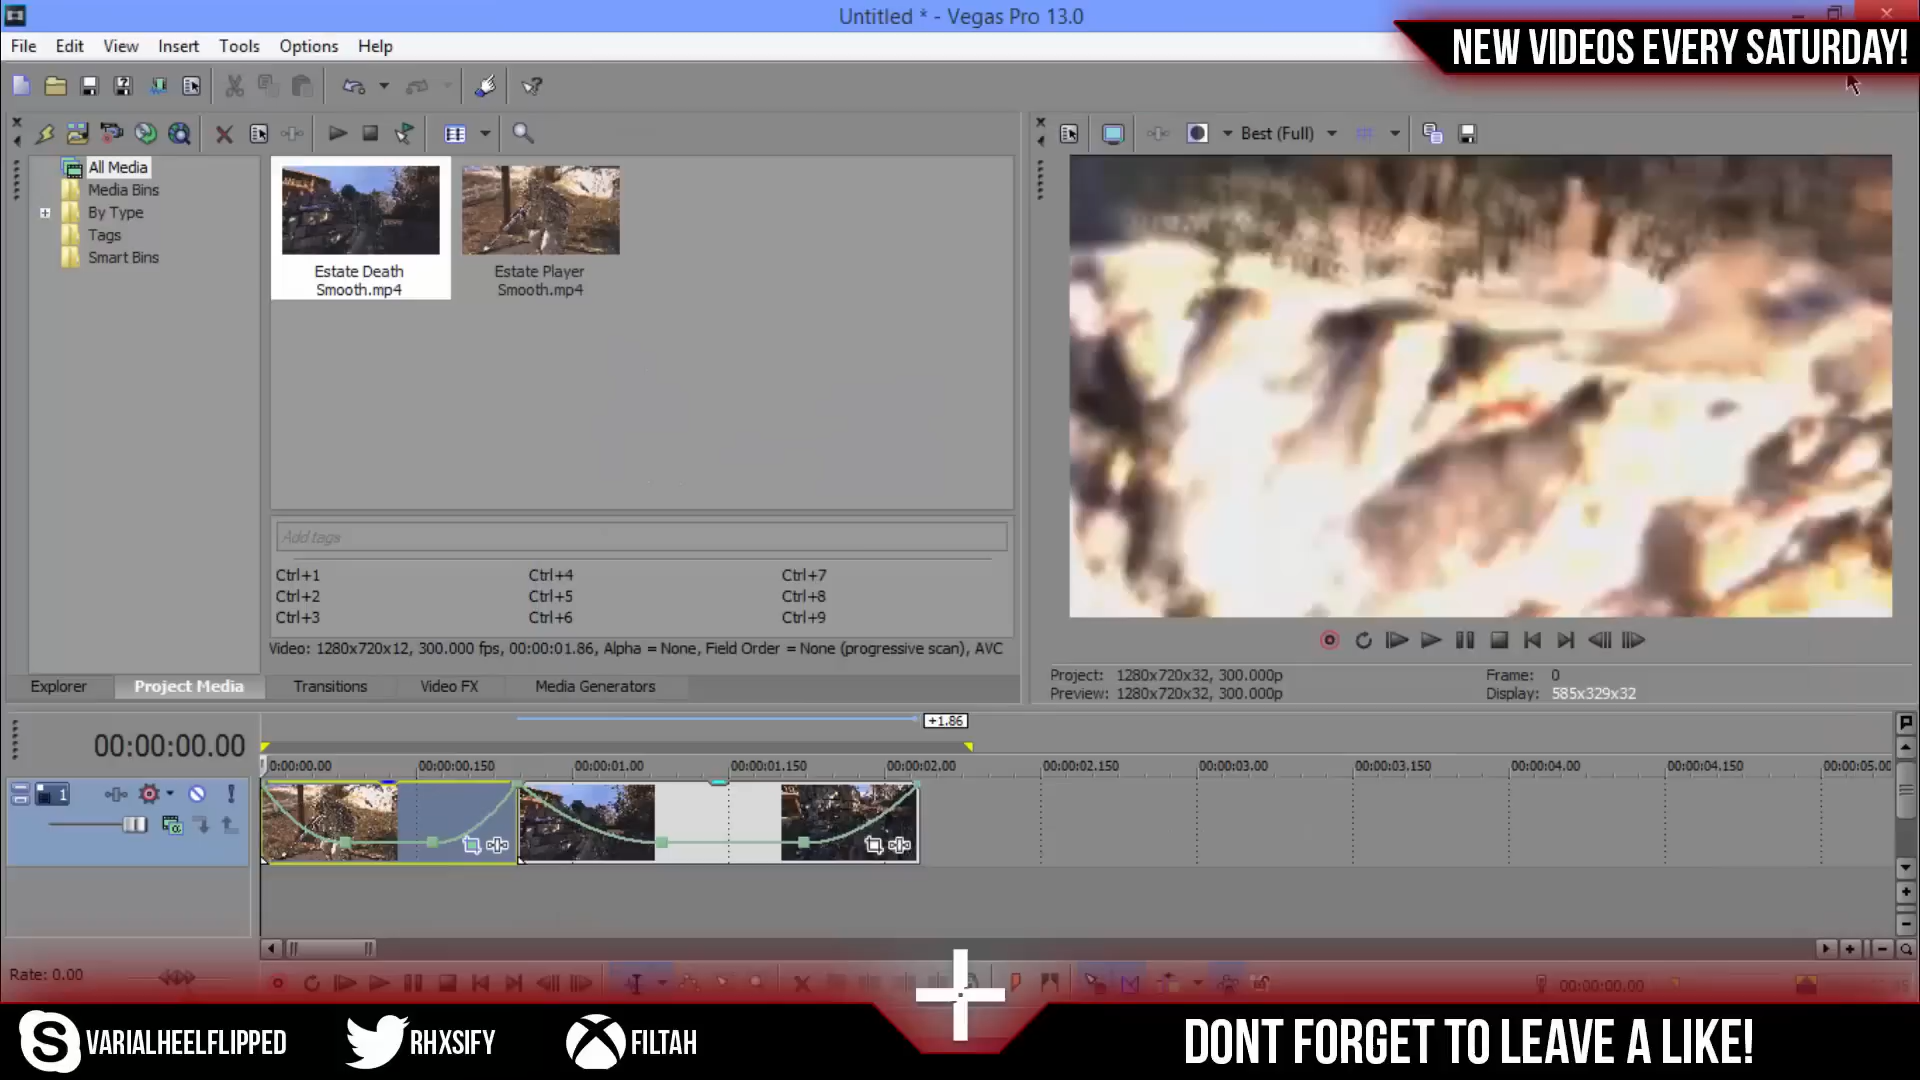 Untitled * - Vegas Pro 13.0
File Edit View Insert Tools Options Help
NEW VIDEOS EVERY SATURDAY!
Best (Full)
All Media
Media Bins
By Type
Tags
Smart Bins
Estate Death
Smooth.mp4
Estate Player
Smooth.mp4
Add tags
Ctrl+1 Ctrl+4 Ctrl+7
Ctrl+2 Ctrl+5 Ctrl+8
Ctrl+3 Ctrl+6 Ctrl+9
Video: 1280x720x12, 300.000 fps, 00:00:01.86, Alpha = None, Field Order = None (progressive scan), AVC
Explorer Project Media Transitions Video FX Media Generators
Project: 1280x720x32, 300.000p Frame: 0
Preview: 1280x720x32, 300.000p Display: 585x329x32
+1.86
00:00:00.00
0:00:00.00 00:00:00.150 00:00:01.00 00:00:01.150 00:00:02.00 00:00:02.150 00:00:03.00 00:00:03.150 00:00:04.00 00:00:04.150 00:00:05.00
1
Rate: 0.00
00:00:00.00
VARIALHEELFLIPPED RHXSIFY FILTAH
DONT FORGET TO LEAVE A LIKE!